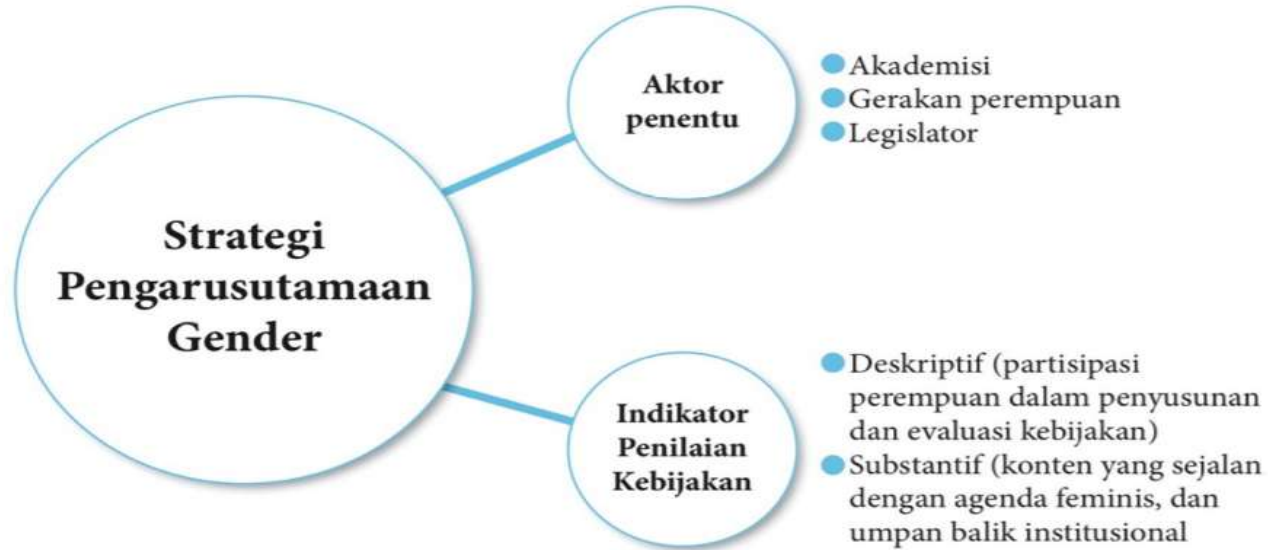 Strategi
Pengarusutamaan
Gender
Aktor
penentu
Akademisi
Gerakan perempuan
Legislator
Indikator
Penilaian
Kebijakan
Deskriptif (partisipasi
perempuan dalam penyusunan
dan evaluasi kebijakan)
Substantif (konten yang sejalan
dengan agenda feminis, dan
umpan balik institusional